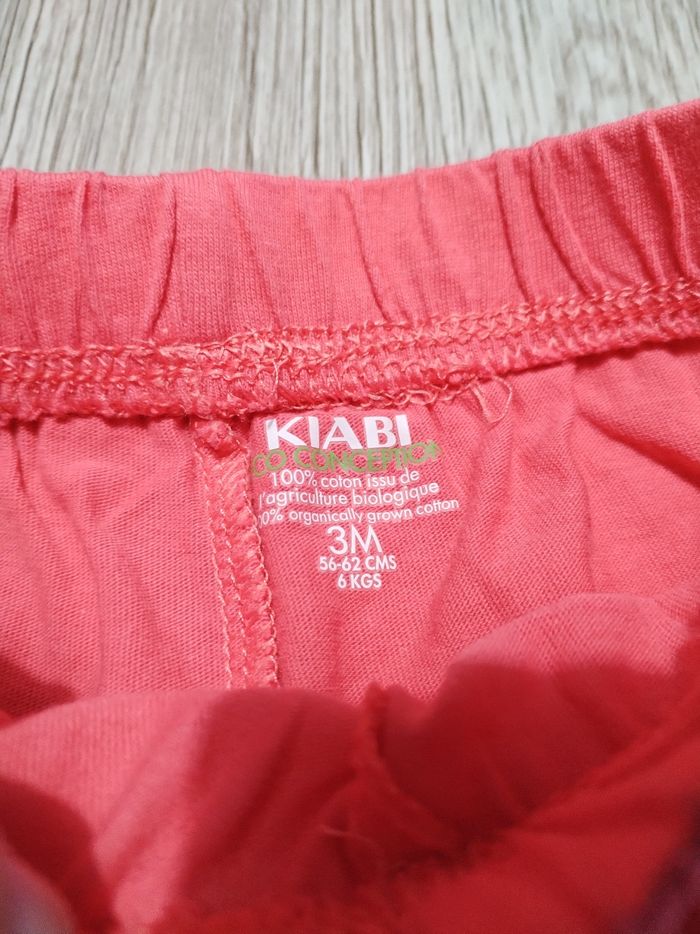 KIABI
CO CONCEPTION
100% coton issu de
l'agriculture biologique
0% organically grown cotton
3M
56-62 CMS
6 KGS